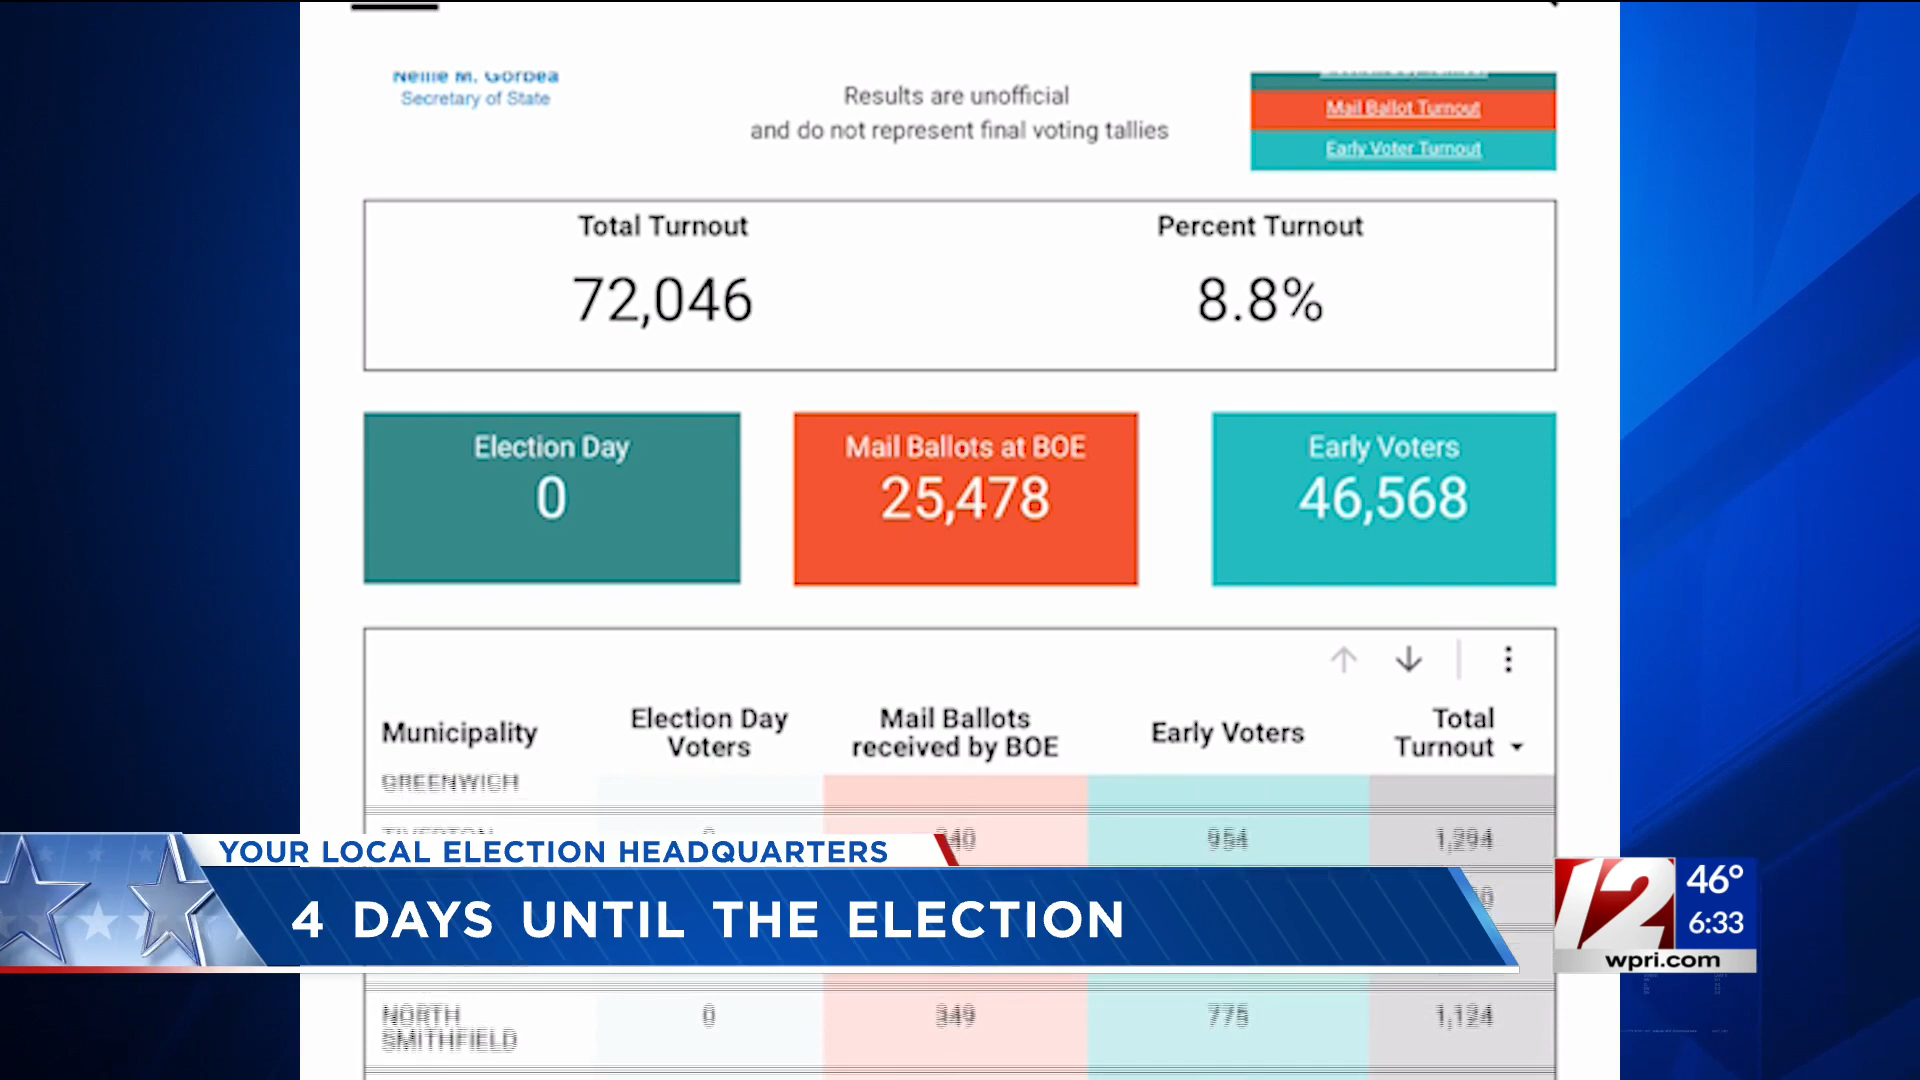 Nellie M. Gorbea
Secretary of State
Results are unofficial
and do not represent final voting tallies
Mail Ballot Turnout
Early Voter Turnout
Total Turnout
Percent Turnout
72,046
8.8%
Election Day
0
Mail Ballots at BOE
25,478
Early Voters
46,568
Municipality
Election Day
Voters
Mail Ballots
received by BOE
Early Voters
Total
Turnout
GREENWICH
TIVERTON
954
1,294
YOUR LOCAL ELECTION HEADQUARTERS
4 DAYS UNTIL THE ELECTION
12
46°
6:33
wpri.com
NORTH
SMITHFIELD
0
349
775
1,124